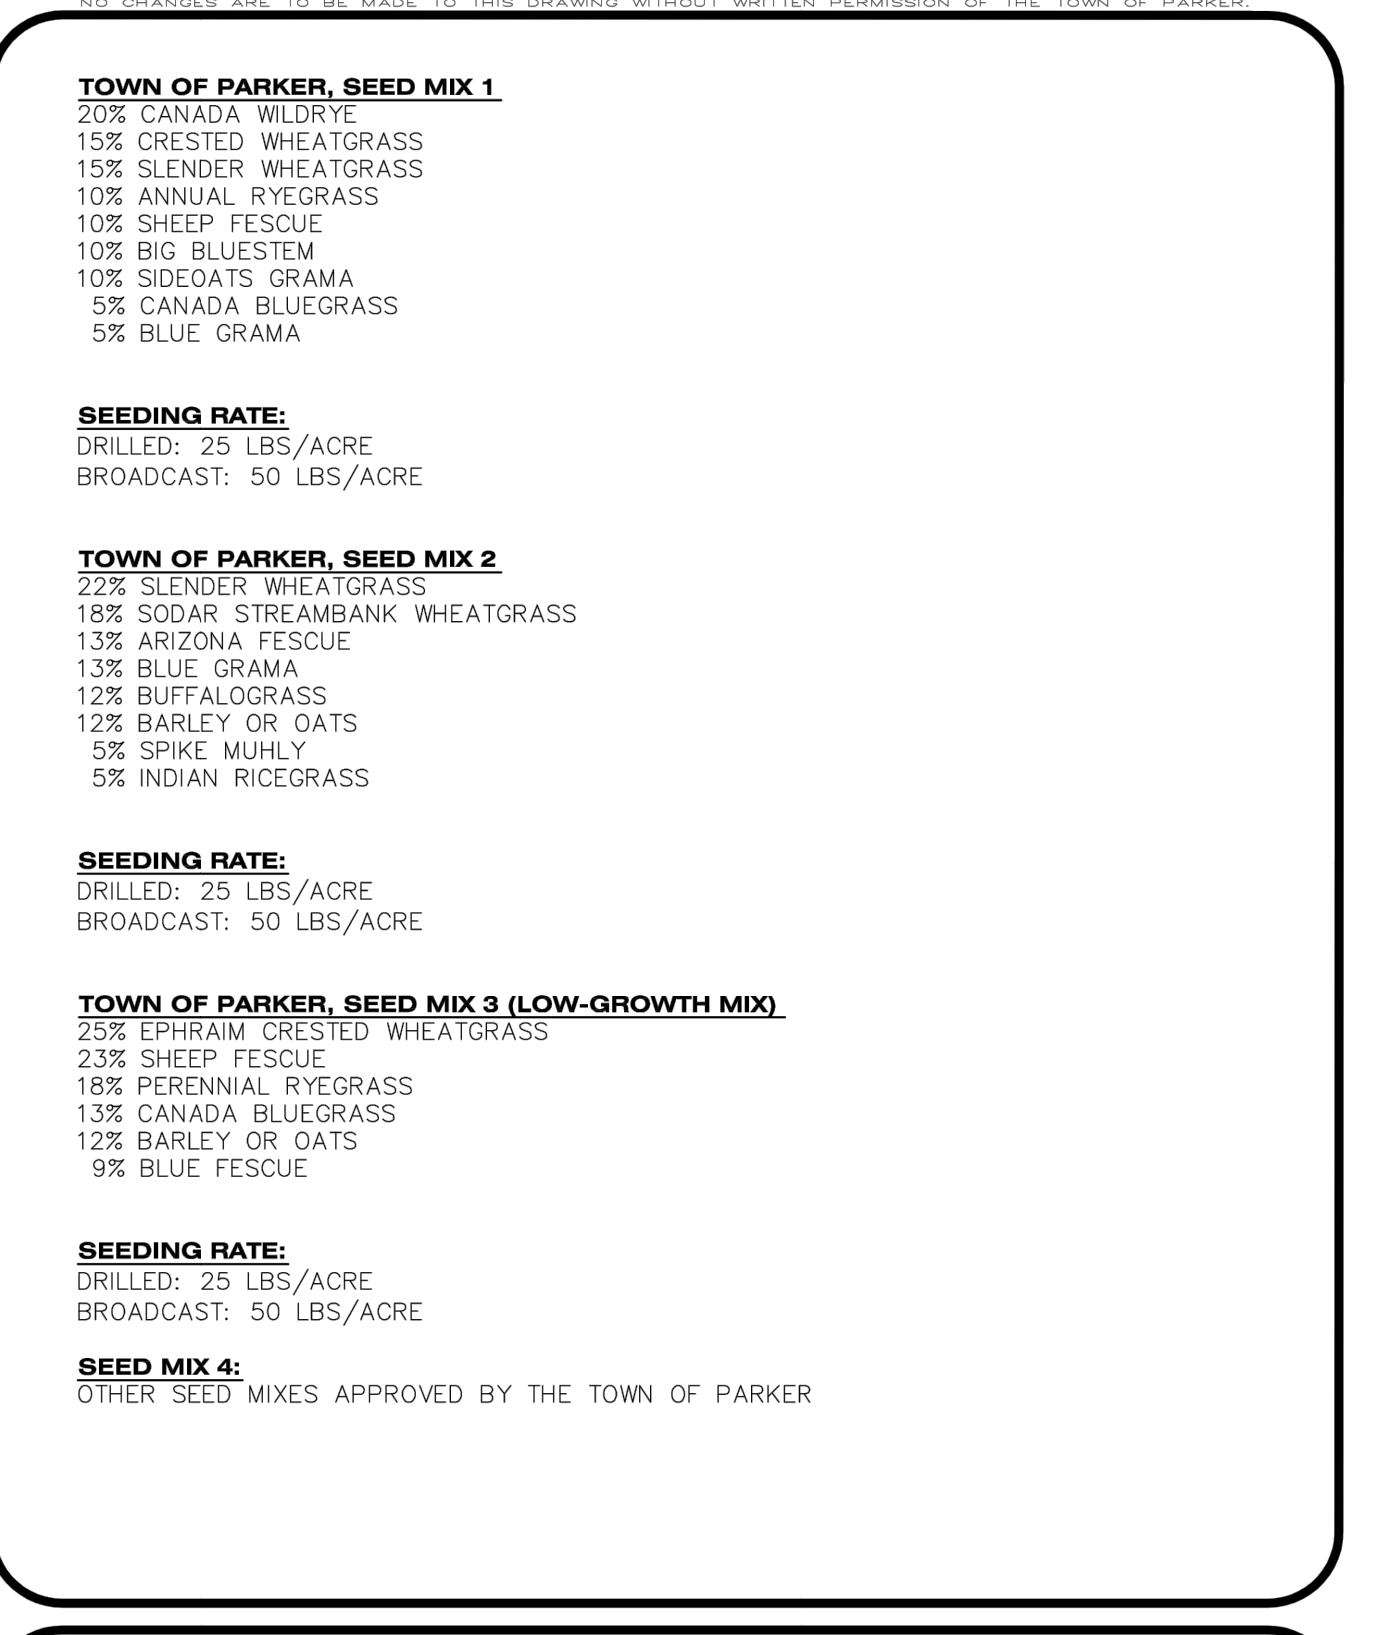 NO CHANGES ARE TO BE MADE TO THIS DRAWING WITHOUT WRITTEN PERMISSION OF THE TOWN OF PARKER.
TOWN OF PARKER, SEED MIX 1
20% CANADA WILDRYE
15% CRESTED WHEATGRASS
15% SLENDER WHEATGRASS
10% ANNUAL RYEGRASS
10% SHEEP FESCUE
10% BIG BLUESTEM
10% SIDEOATS GRAMA
5% CANADA BLUEGRASS
5% BLUE GRAMA
SEEDING RATE:
DRILLED: 25 LBS/ACRE
BROADCAST: 50 LBS/ACRE
TOWN OF PARKER, SEED MIX 2
22% SLENDER WHEATGRASS
18% SODAR STREAMBANK WHEATGRASS
13% ARIZONA FESCUE
13% BLUE GRAMA
12% BUFFALOGRASS
12% BARLEY OR OATS
5% SPIKE MUHLY
5% INDIAN RICEGRASS
SEEDING RATE:
DRILLED: 25 LBS/ACRE
BROADCAST: 50 LBS/ACRE
TOWN OF PARKER, SEED MIX 3 (LOW-GROWTH MIX)
25% EPHRAIM CRESTED WHEATGRASS
23% SHEEP FESCUE
18% PERENNIAL RYEGRASS
13% CANADA BLUEGRASS
12% BARLEY OR OATS
9% BLUE FESCUE
SEEDING RATE:
DRILLED: 25 LBS/ACRE
BROADCAST: 50 LBS/ACRE
SEED MIX 4:
OTHER SEED MIXES APPROVED BY THE TOWN OF PARKER